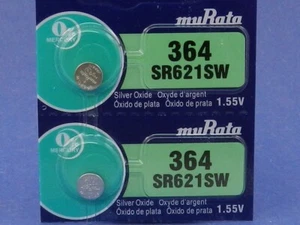 muRata
364
SR621SW
Silver Oxide Oxyde d'argent
Óxido de plata Óxido de prata 1.55V
muRata
364
SR621SW
Silver Oxide Oxyde d'argent
Óxido de plata Óxido de prata 1.55V